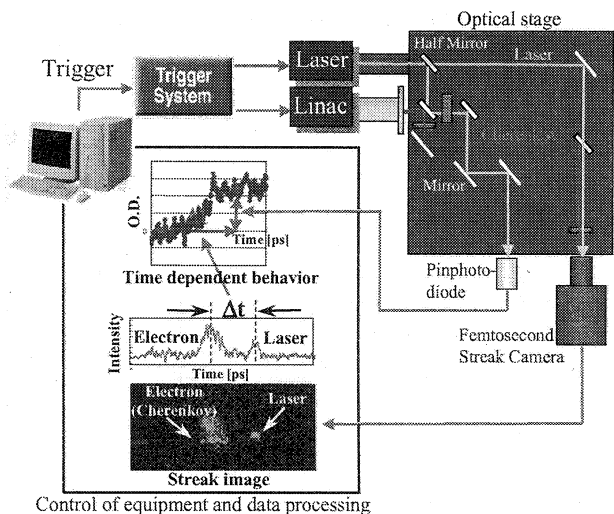 Optical stage
Half Mirror
Laser
Trigger
Trigger
System
Laser
Linac
Mirror
O.D.
Time [ps]
Time dependent behavior
Pinphoto-
diode
Δt
Intensity
Electron
Laser
Time [ps]
Femtosecond
Streak Camera
Electron
(Cherenkov)
Laser
Streak image
Control of equipment and data processing